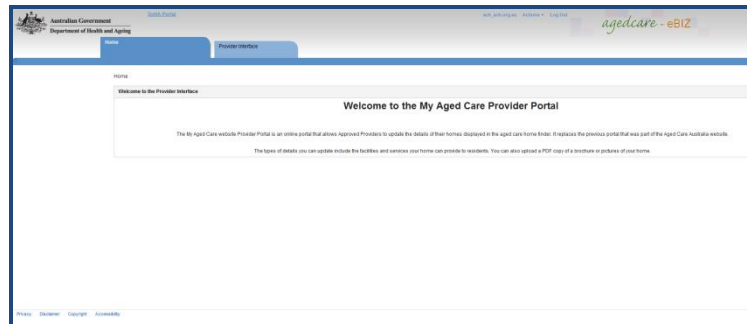 Australian Government
Department of Health and Ageing
Actions
Log Out
agedcare - eBIZ
Home
Provider Interface
Home
Welcome to the Provider Interface
Welcome to the My Aged Care Provider Portal
The My Aged Care website Provider Portal is an online portal that allows Approved Providers to update the details of their homes displayed in the aged care home finder. It replaces the previous portal that was part of the Aged Care Australia website.
The types of details you can update include the facilities and services your home can provide to residents. You can also upload a PDF copy of a brochure or pictures of your home.
Privacy Disclaimer Copyright Accessibility